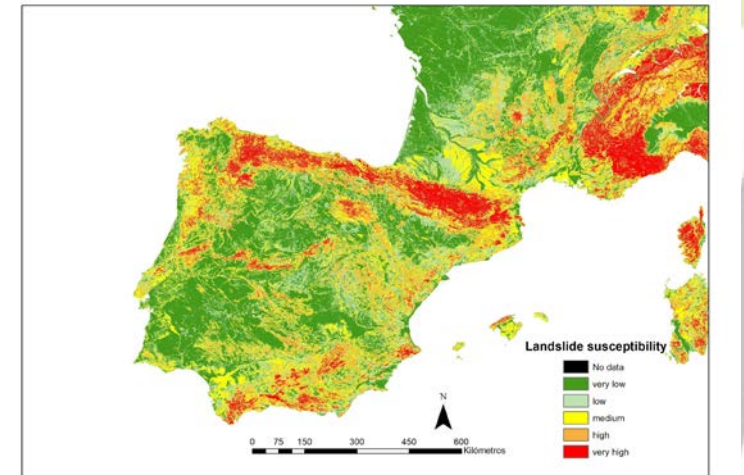 Landslide susceptibility
No data
very low
low
medium
high
very high
N
0 75 150 300 450 600
Kilómetros